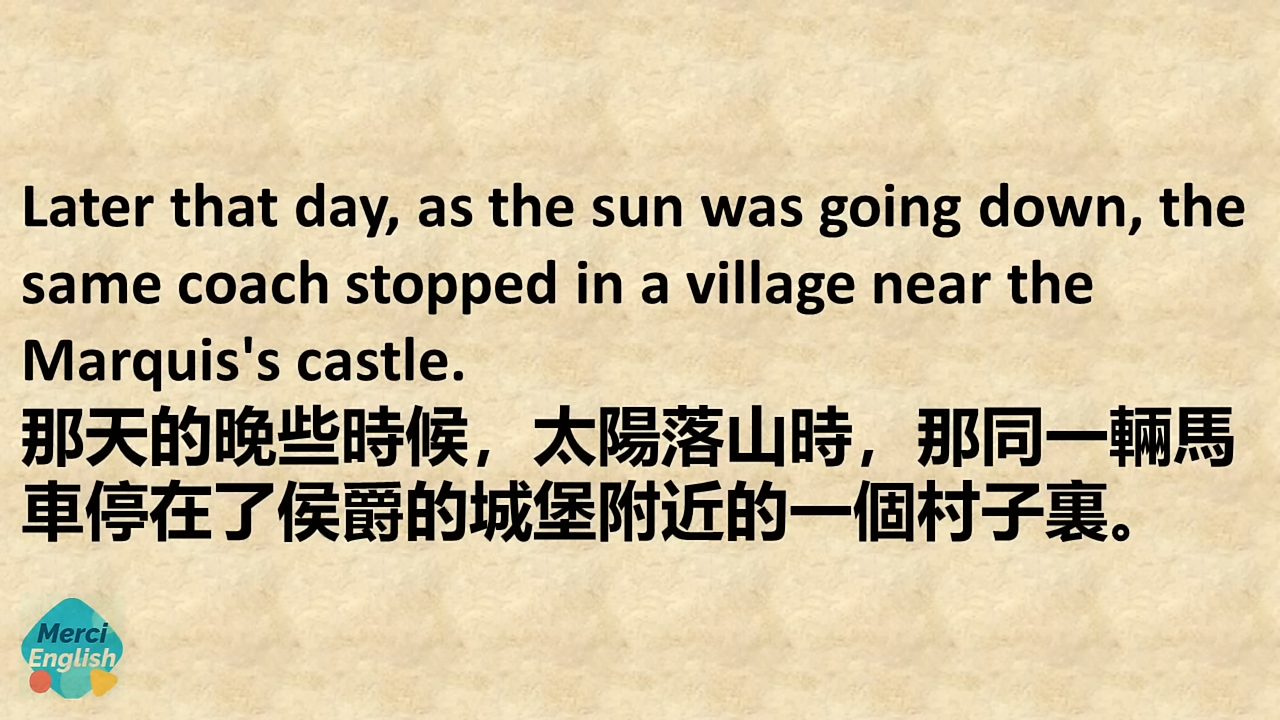 Later that day, as the sun was going down, the
same coach stopped in a village near the
Marquis's castle.
那天的晚些時候，太陽落山時，那同一輛馬
車停在了侯爵的城堡附近的一個村子裏。
Merci
English